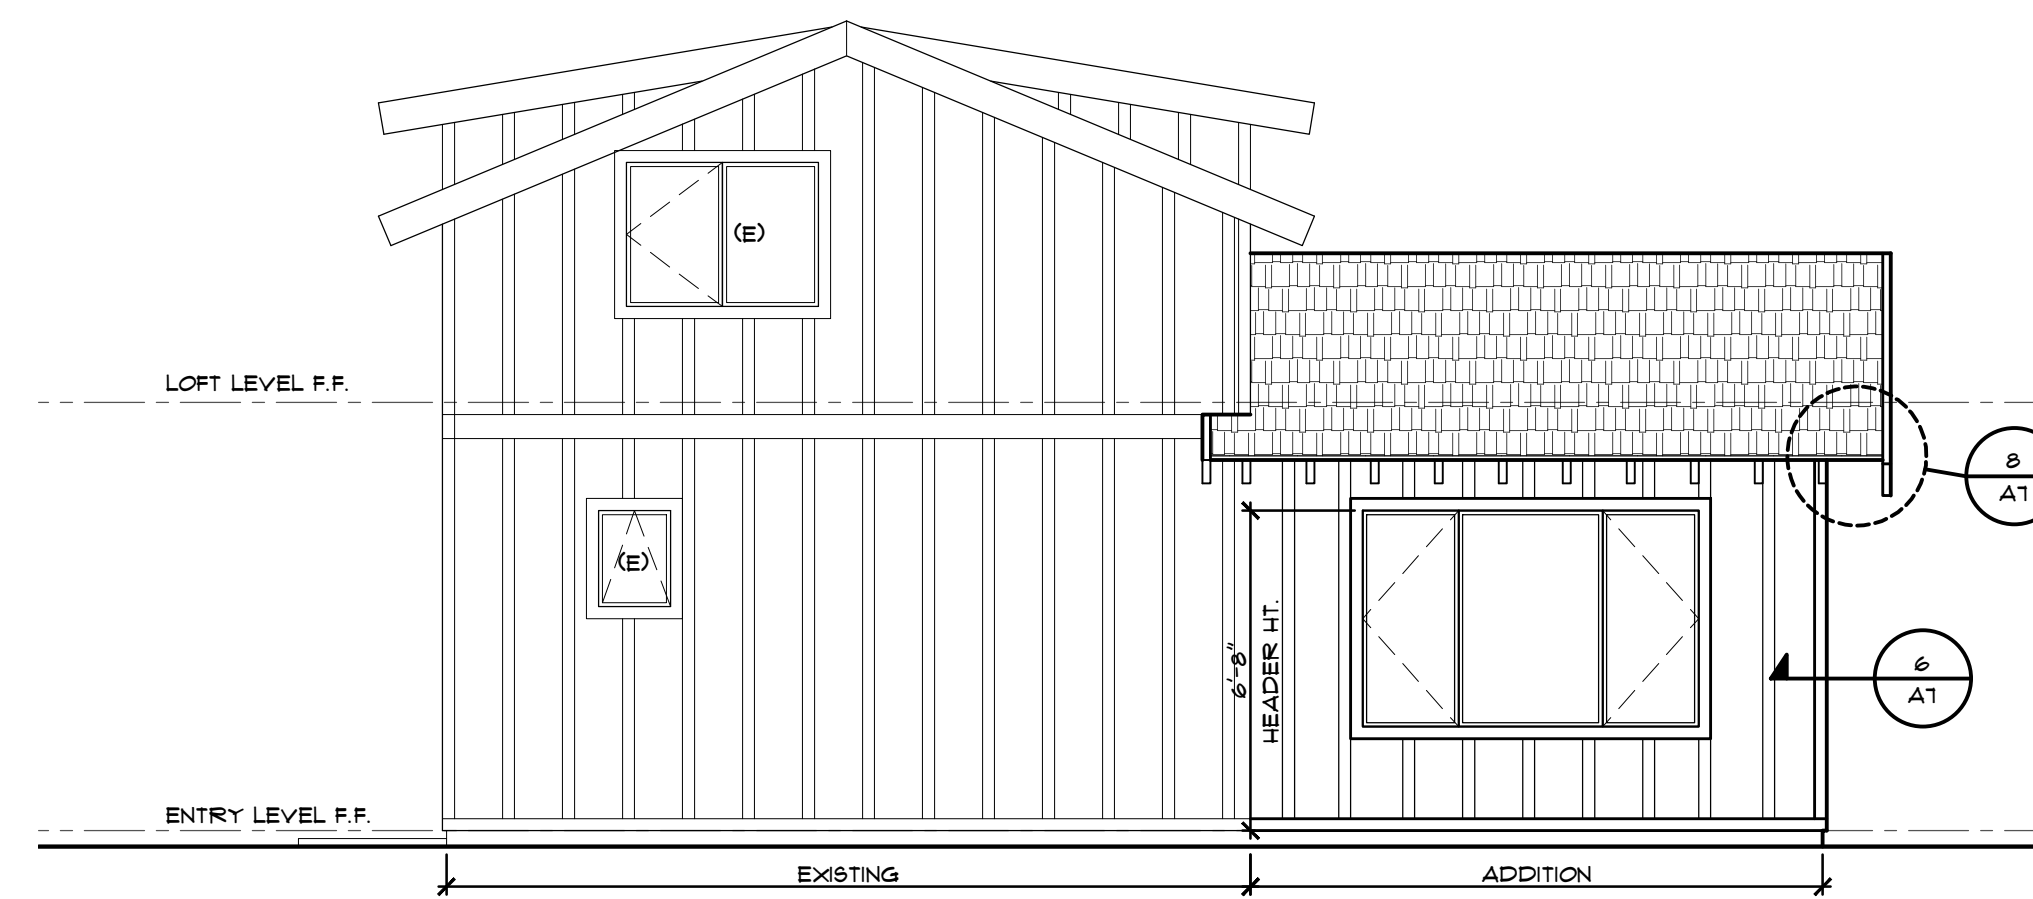 (E)
LOFT LEVEL F.F.
8
A7
(E)
6'-8"
HEADER HT.
6
A7
ENTRY LEVEL F.F.
EXISTING
ADDITION